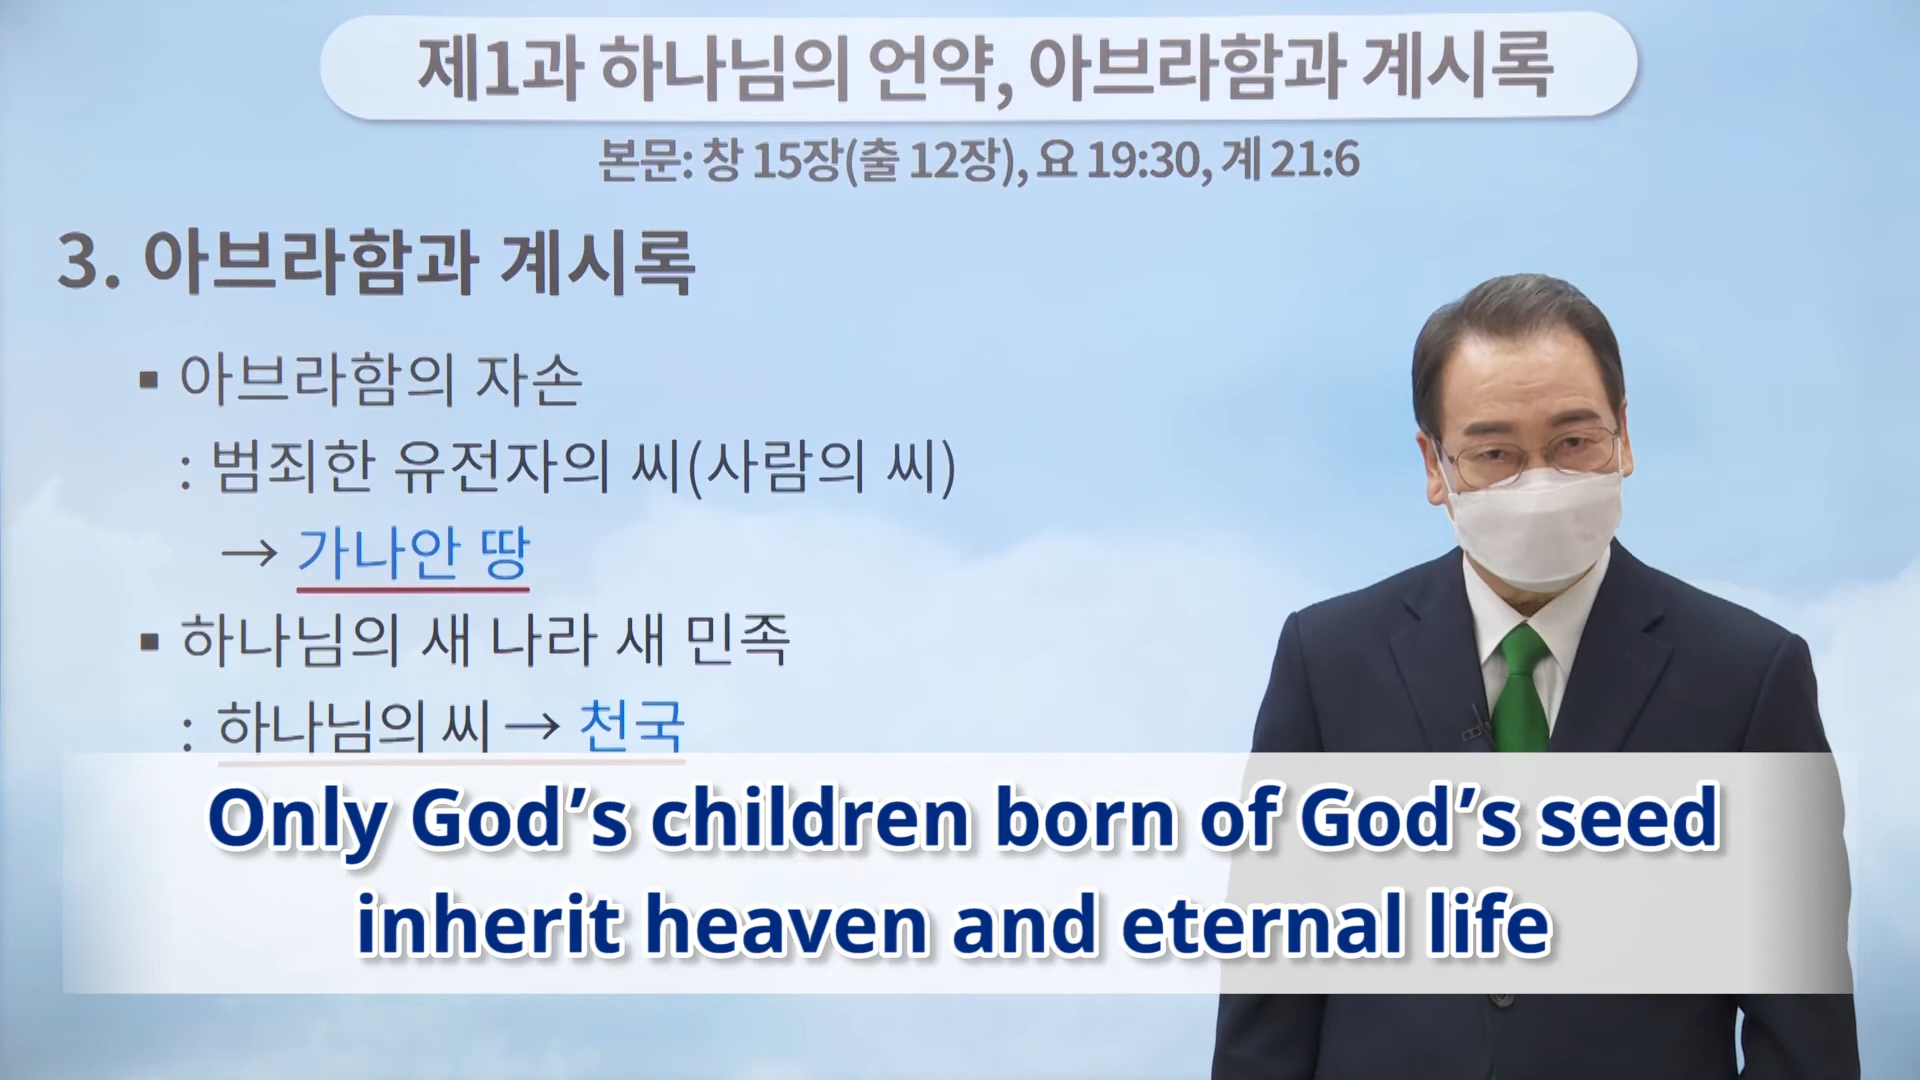 제1과 하나님의 언약, 아브라함과 계시록
본문: 창 15장(출 12장), 요 19:30, 계 21:6
3. 아브라함과 계시록
▪ 아브라함의 자손
: 범죄한 유전자의 씨(사람의 씨)
→ 가나안 땅
▪ 하나님의 새 나라 새 민족
: 하나님의 씨 → 천국
Only God’s children born of God’s seed
inherit heaven and eternal life